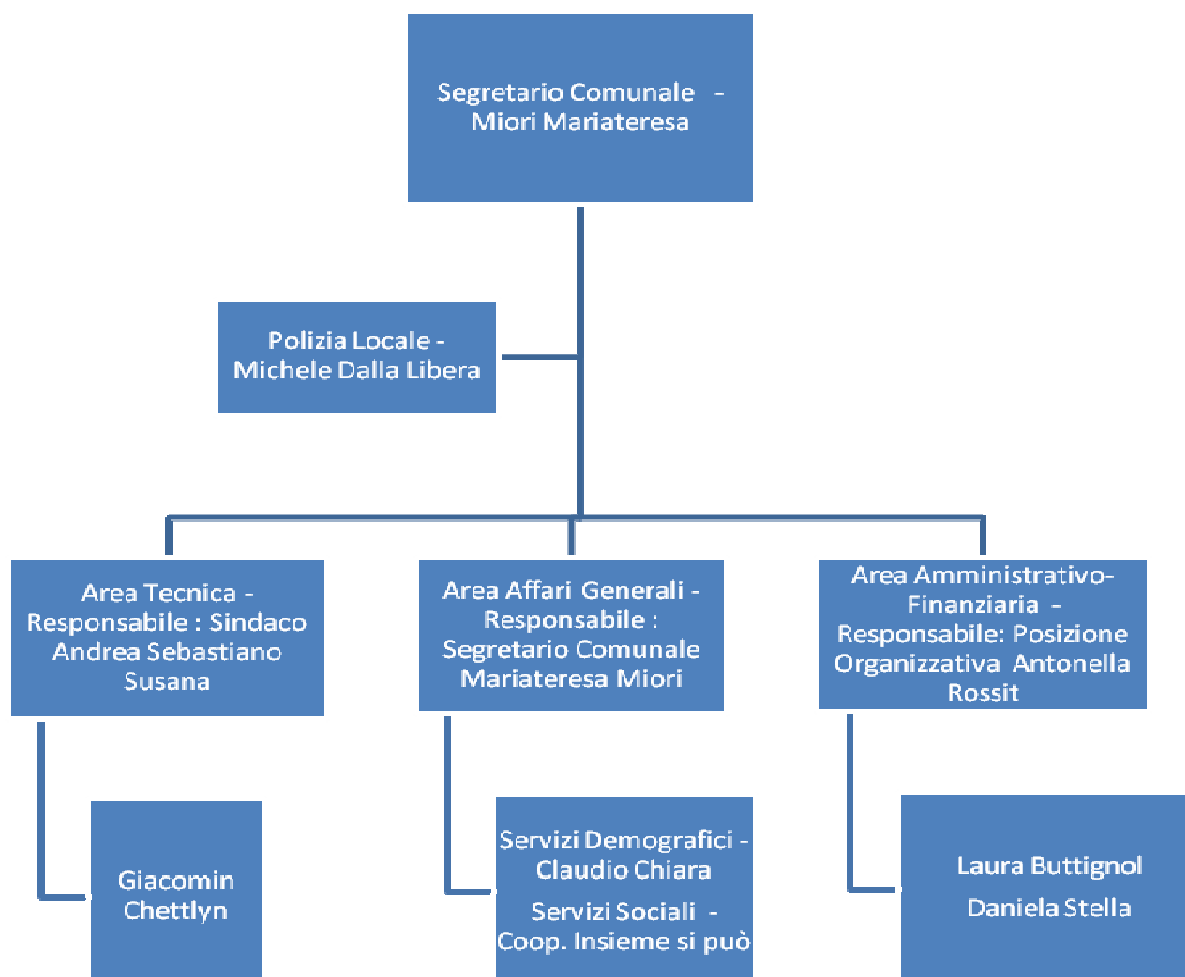 Segretario Comunale -
Miori Mariateresa
Polizia Locale -
Michele Dalla Libera
Area Tecnica -
Responsabile : Sindaco
Andrea Sebastiano
Susana
Area Affari Generali -
Responsabile :
Segretario Comunale
Mariateresa Miori
Area Amministrativo-
Finanziaria -
Responsabile: Posizione
Organizzativa Antonella
Rossit
Giacomin
Chettlyn
Servizi Demografici -
Claudio Chiara
Servizi Sociali -
Coop. Insieme si può
Laura Buttignol
Daniela Stella